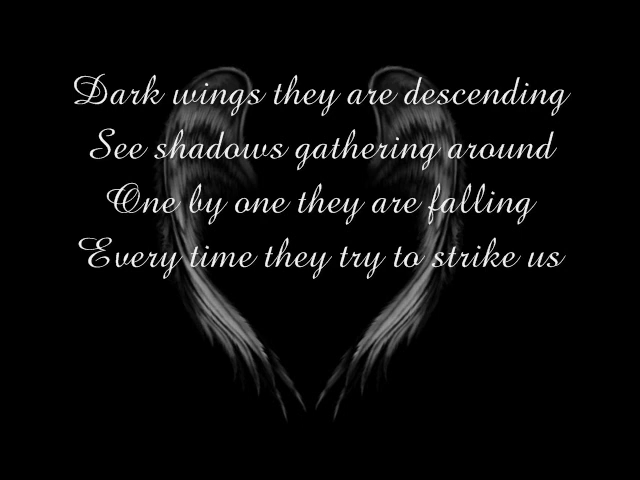 Dark wings they are descending
See shadows gathering around
One by one they are falling
Every time they try to strike us